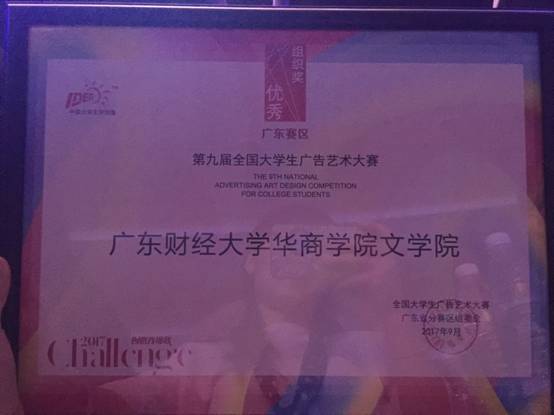 优秀
组织奖
广东赛区
第九届全国大学生广告艺术大赛
THE 9TH NATIONAL
ADVERTISING ART DESIGN COMPETITION
FOR COLLEGE STUDENTS
广东财经大学华商学院文学院
全国大学生广告艺术大赛
广东省分赛区组委会
2017年9月
2017
Challenge